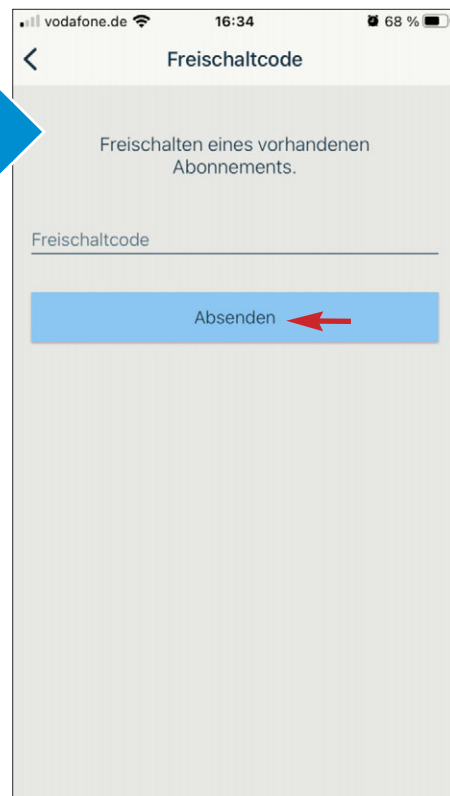 vodafone.de 16:34 68 %
Freischaltcode
Freischalten eines vorhandenen
Abonnements.
Freischaltcode
Absenden